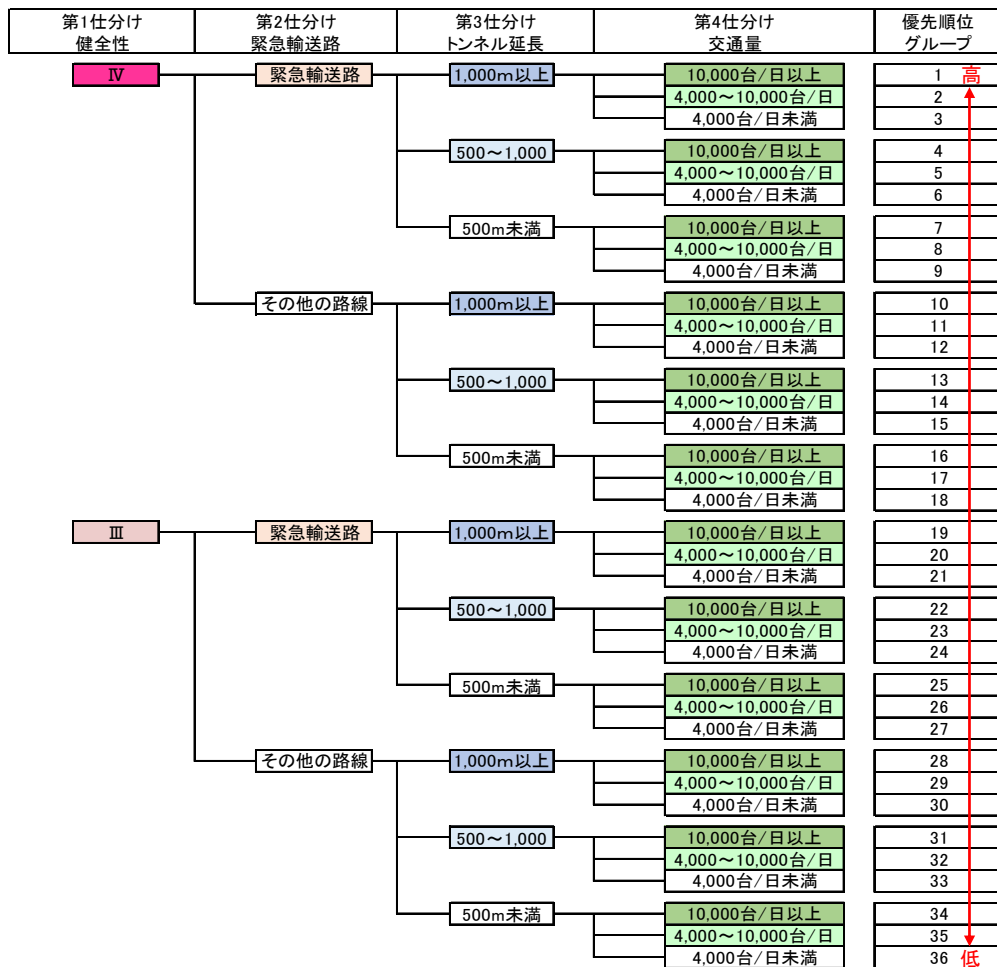 第1仕分け 第2仕分け 第3仕分け 第4仕分け 優先順位
健全性 緊急輸送路 トンネル延長 交通量 グループ
Ⅳ 緊急輸送路 1,000m以上 10,000台/日以上 1 高
4,000～10,000台/日 2
4,000台/日未満 3
500～1,000 10,000台/日以上 4
4,000～10,000台/日 5
4,000台/日未満 6
500m未満 10,000台/日以上 7
4,000～10,000台/日 8
4,000台/日未満 9
その他の路線 1,000m以上 10,000台/日以上 10
4,000～10,000台/日 11
4,000台/日未満 12
500～1,000 10,000台/日以上 13
4,000～10,000台/日 14
4,000台/日未満 15
500m未満 10,000台/日以上 16
4,000～10,000台/日 17
4,000台/日未満 18
Ⅲ 緊急輸送路 1,000m以上 10,000台/日以上 19
4,000～10,000台/日 20
4,000台/日未満 21
500～1,000 10,000台/日以上 22
4,000～10,000台/日 23
4,000台/日未満 24
500m未満 10,000台/日以上 25
4,000～10,000台/日 26
4,000台/日未満 27
その他の路線 1,000m以上 10,000台/日以上 28
4,000～10,000台/日 29
4,000台/日未満 30
500～1,000 10,000台/日以上 31
4,000～10,000台/日 32
4,000台/日未満 33
500m未満 10,000台/日以上 34
4,000～10,000台/日 35
4,000台/日未満 36 低